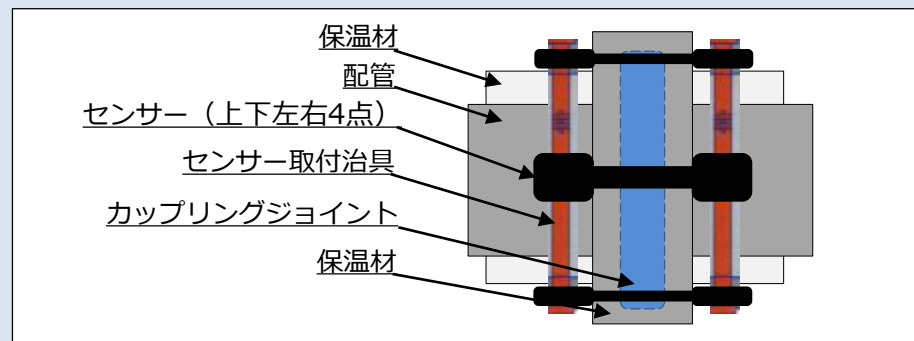 保温材
配管
センサー（上下左右4点）
センサー取付治具
カップリングジョイント
保温材